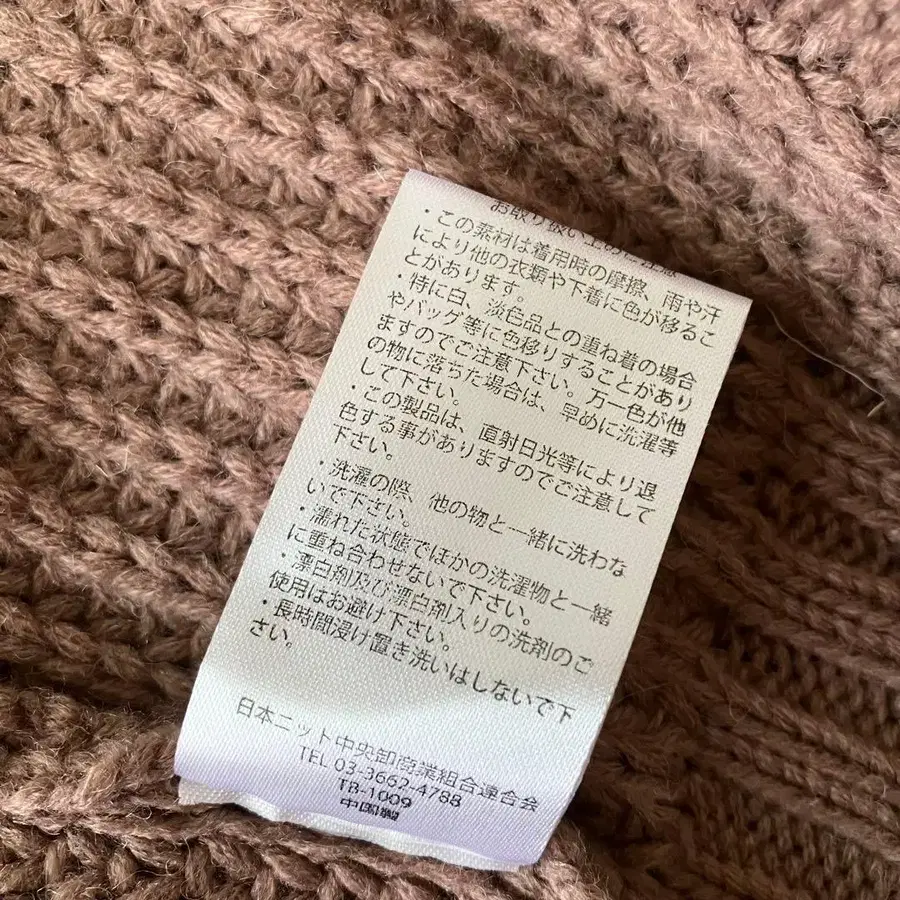 お取り扱い上のご注意
・この素材は着用時の摩擦、雨や汗
により他の衣類や下着に色が移るこ
とがあります。
・特に白、淡色品との重ね着の場合
やバッグ等に色移りすることがあり
ますのでご注意下さい。万一色が他
の物に落ちた場合は、早めに洗濯等
して下さい。
・この製品は、直射日光等により退
色する事がありますのでご注意して
下さい。
・洗濯の際、他の物と一緒に洗わな
いで下さい。
・濡れた状態でほかの洗濯物と一緒
に重ね合わせないで下さい。
・漂白剤及び漂白剤入りの洗剤のご
使用はお避け下さい。
・長時間浸け置き洗いはしないで下
さい。
日本ニット中央卸商業組合連合会
TEL 03-3662-4788
TB-1009
中国製